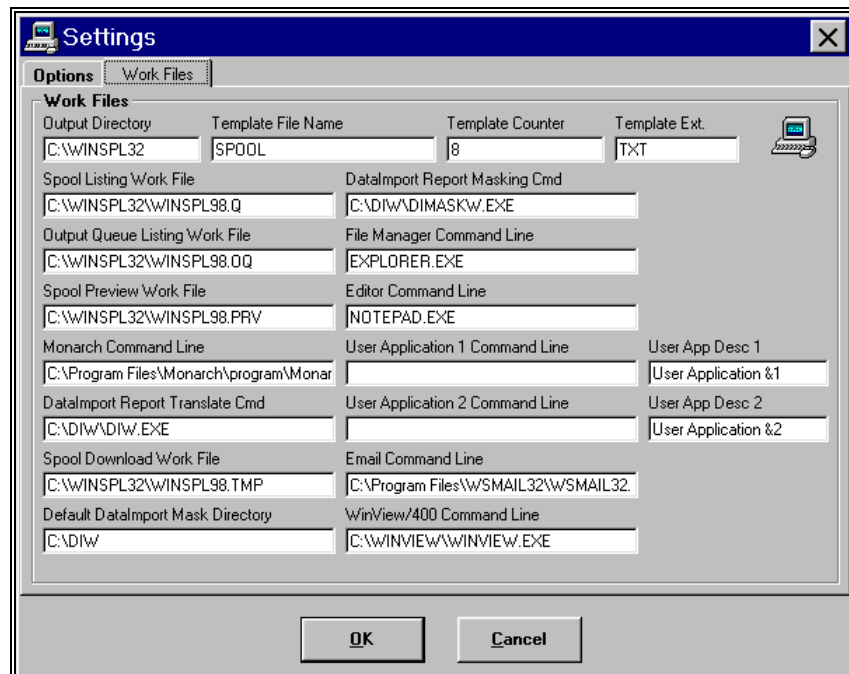 Settings
Options Work Files
Work Files
Output Directory Template File Name Template Counter Template Ext.
C:\WINSPL32 SPOOL 8 TXT
Spool Listing Work File DataImport Report Masking Cmd
C:\WINSPL32\WINSPL98.Q C:\DIW\DIMASKW.EXE
Output Queue Listing Work File File Manager Command Line
C:\WINSPL32\WINSPL98.OQ EXPLORER.EXE
Spool Preview Work File Editor Command Line
C:\WINSPL32\WINSPL98.PRV NOTEPAD.EXE
Monarch Command Line User Application 1 Command Line User App Desc 1
C:\Program Files\Monarch\program\Monar User Application &1
DataImport Report Translate Cmd User Application 2 Command Line User App Desc 2
C:\DIW\DIW.EXE User Application &2
Spool Download Work File Email Command Line
C:\WINSPL32\WINSPL98.TMP C:\Program Files\WSMAIL32\WSMAIL32.
Default DataImport Mask Directory WinView/400 Command Line
C:\DIW C:\WINVIEW\WINVIEW.EXE
OK Cancel